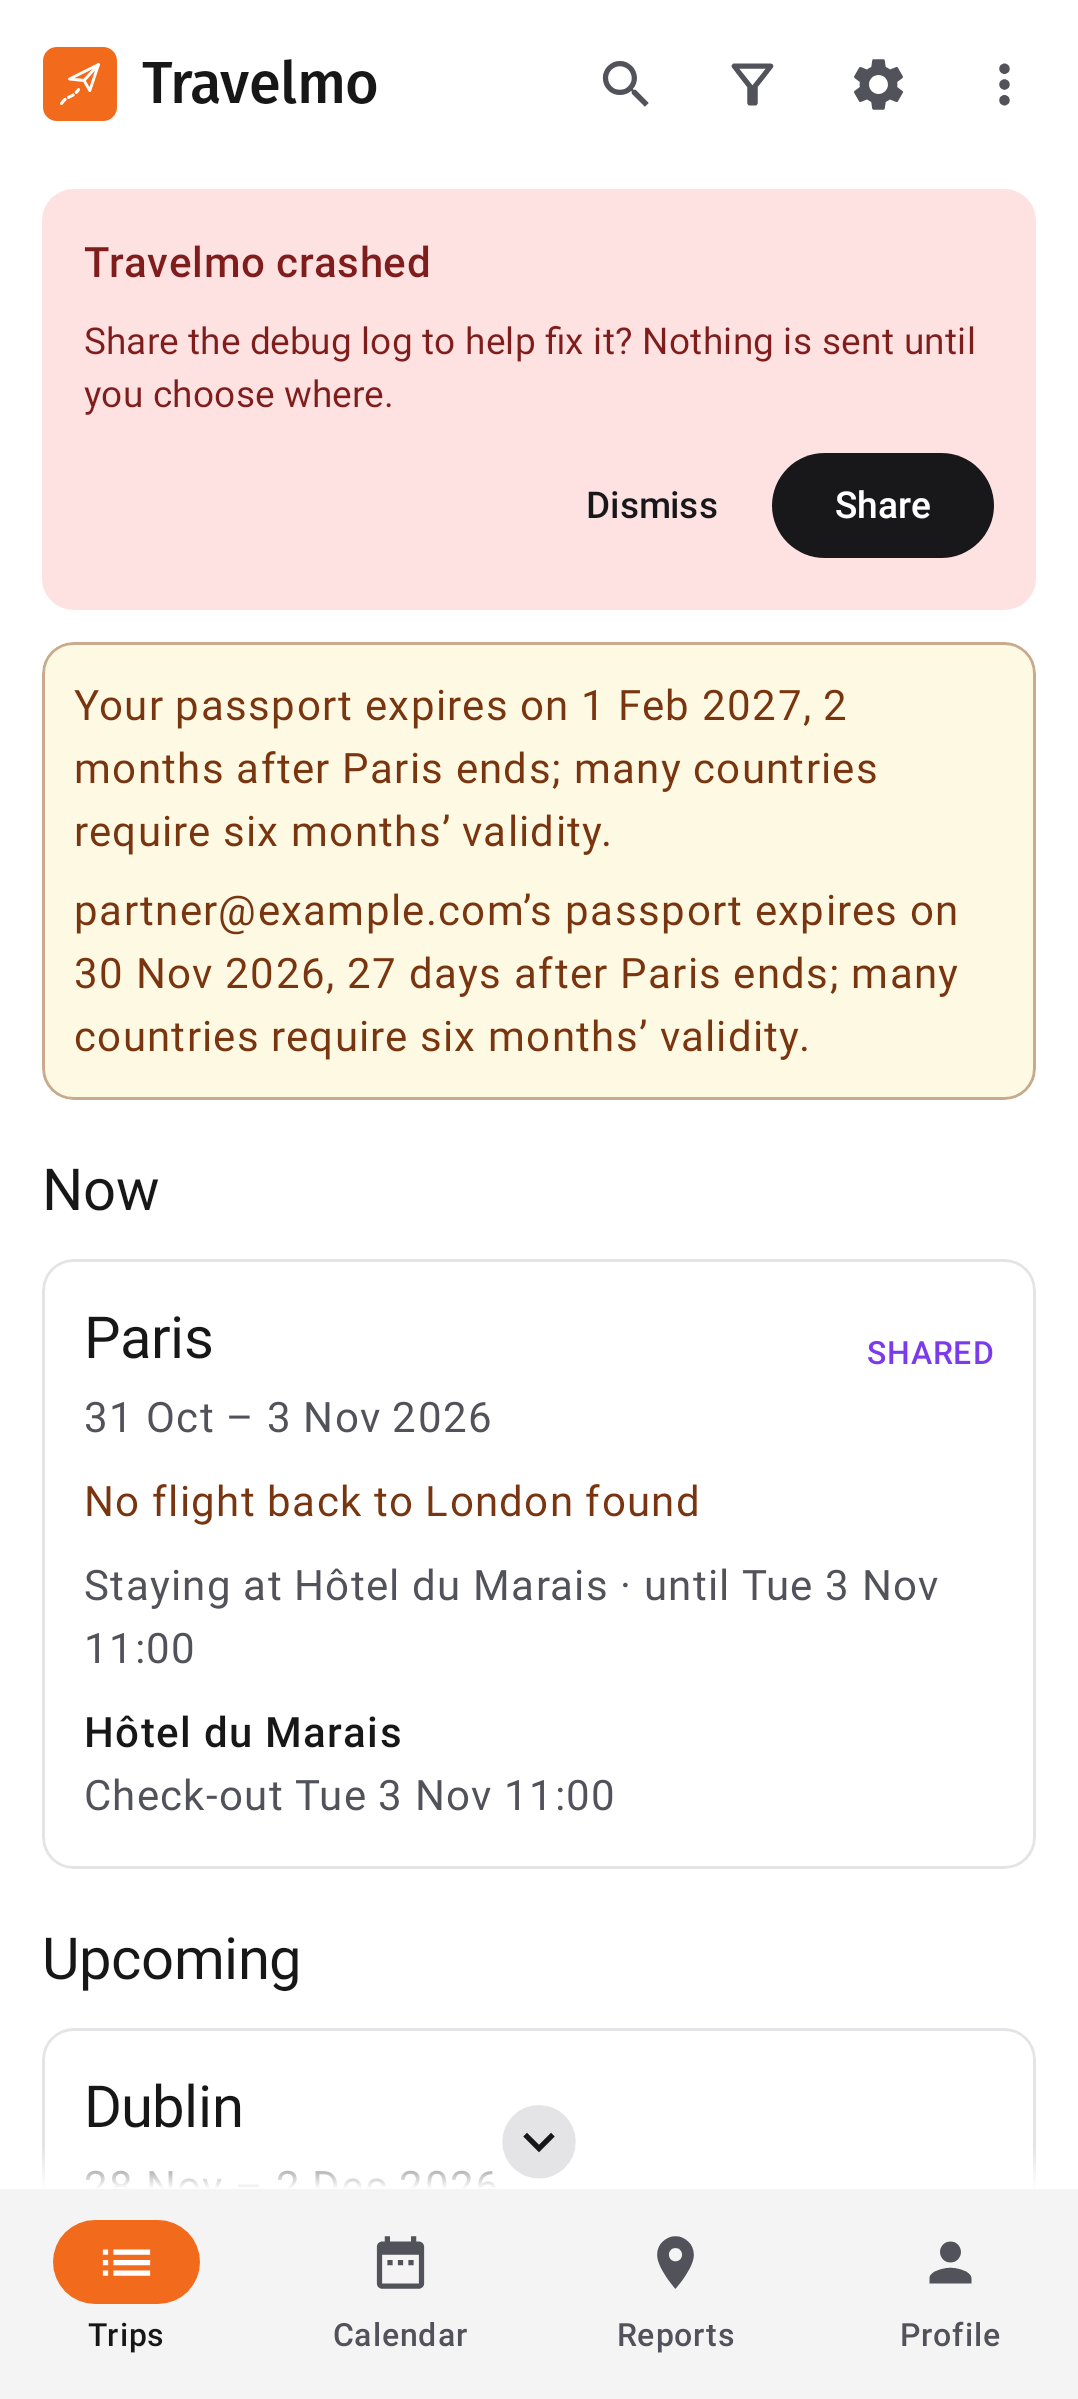 Travelmo
Travelmo crashed
Share the debug log to help fix it? Nothing is sent until
you choose where.
Dismiss
Share
Your passport expires on 1 Feb 2027, 2
months after Paris ends; many countries
require six months’ validity.
partner@example.com’s passport expires on
30 Nov 2026, 27 days after Paris ends; many
countries require six months’ validity.
Now
Paris
SHARED
31 Oct – 3 Nov 2026
No flight back to London found
Staying at Hôtel du Marais · until Tue 3 Nov
11:00
Hôtel du Marais
Check-out Tue 3 Nov 11:00
Upcoming
Dublin
28 Nov – 2 Dec 2026
Trips
Calendar
Reports
Profile